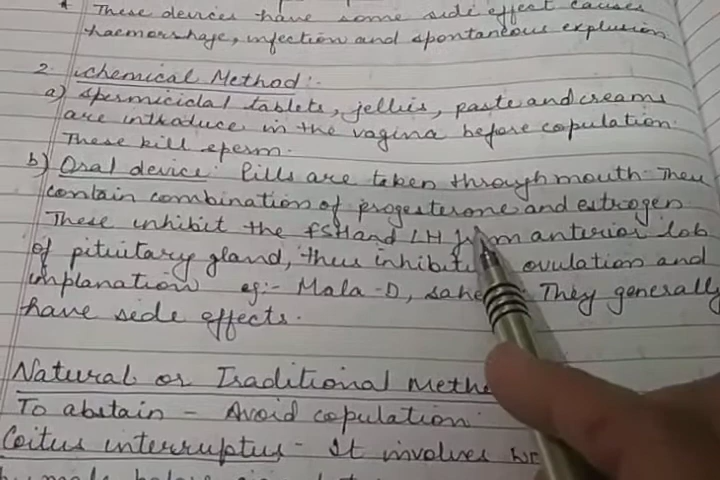 * These devices have some side effect causes
haemorrhage, infection and spontaneous explusion
2. Chemical Method :-
a) Spermicidal tablets, jellies, paste and creams
are introduce in the vagina before copulation.
These kill sperm.
b) Oral device : Pills are taken through mouth. They
contain combination of progesterone and estrogen
These inhibit the FSH and LH from anterior lob
of pituitary gland, thus inhibiti ovulation and
implanation eg:- Mala-D, sahe They generally
have side effects.
Natural or Traditional Metho
To abstain - Avoid copulation.
Coitus interruptus - It involves